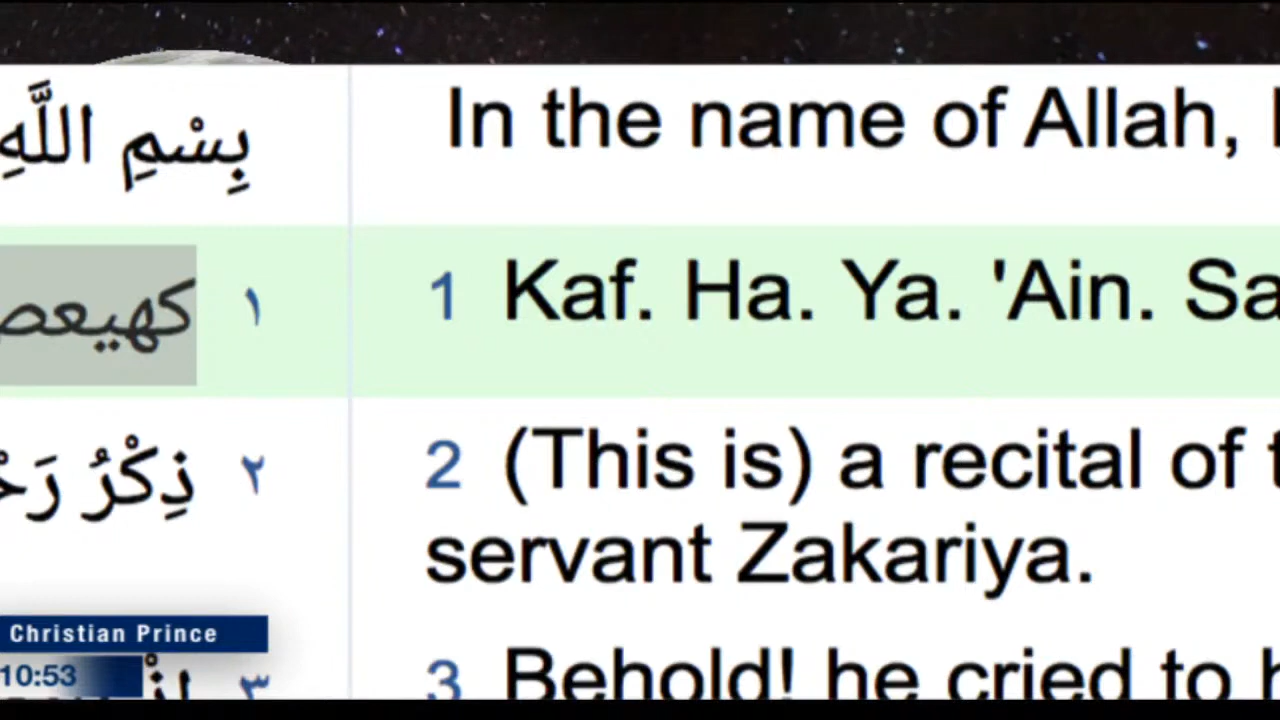 بِسْمِ اللَّهِ
In the name of Allah,
كهيعص ١
1 Kaf. Ha. Ya. 'Ain. Sa
ذِكْرُ ٢
2 (This is) a recital of
servant Zakariya.
Christian Prince
10:53
٣
3 Behold! he cried to